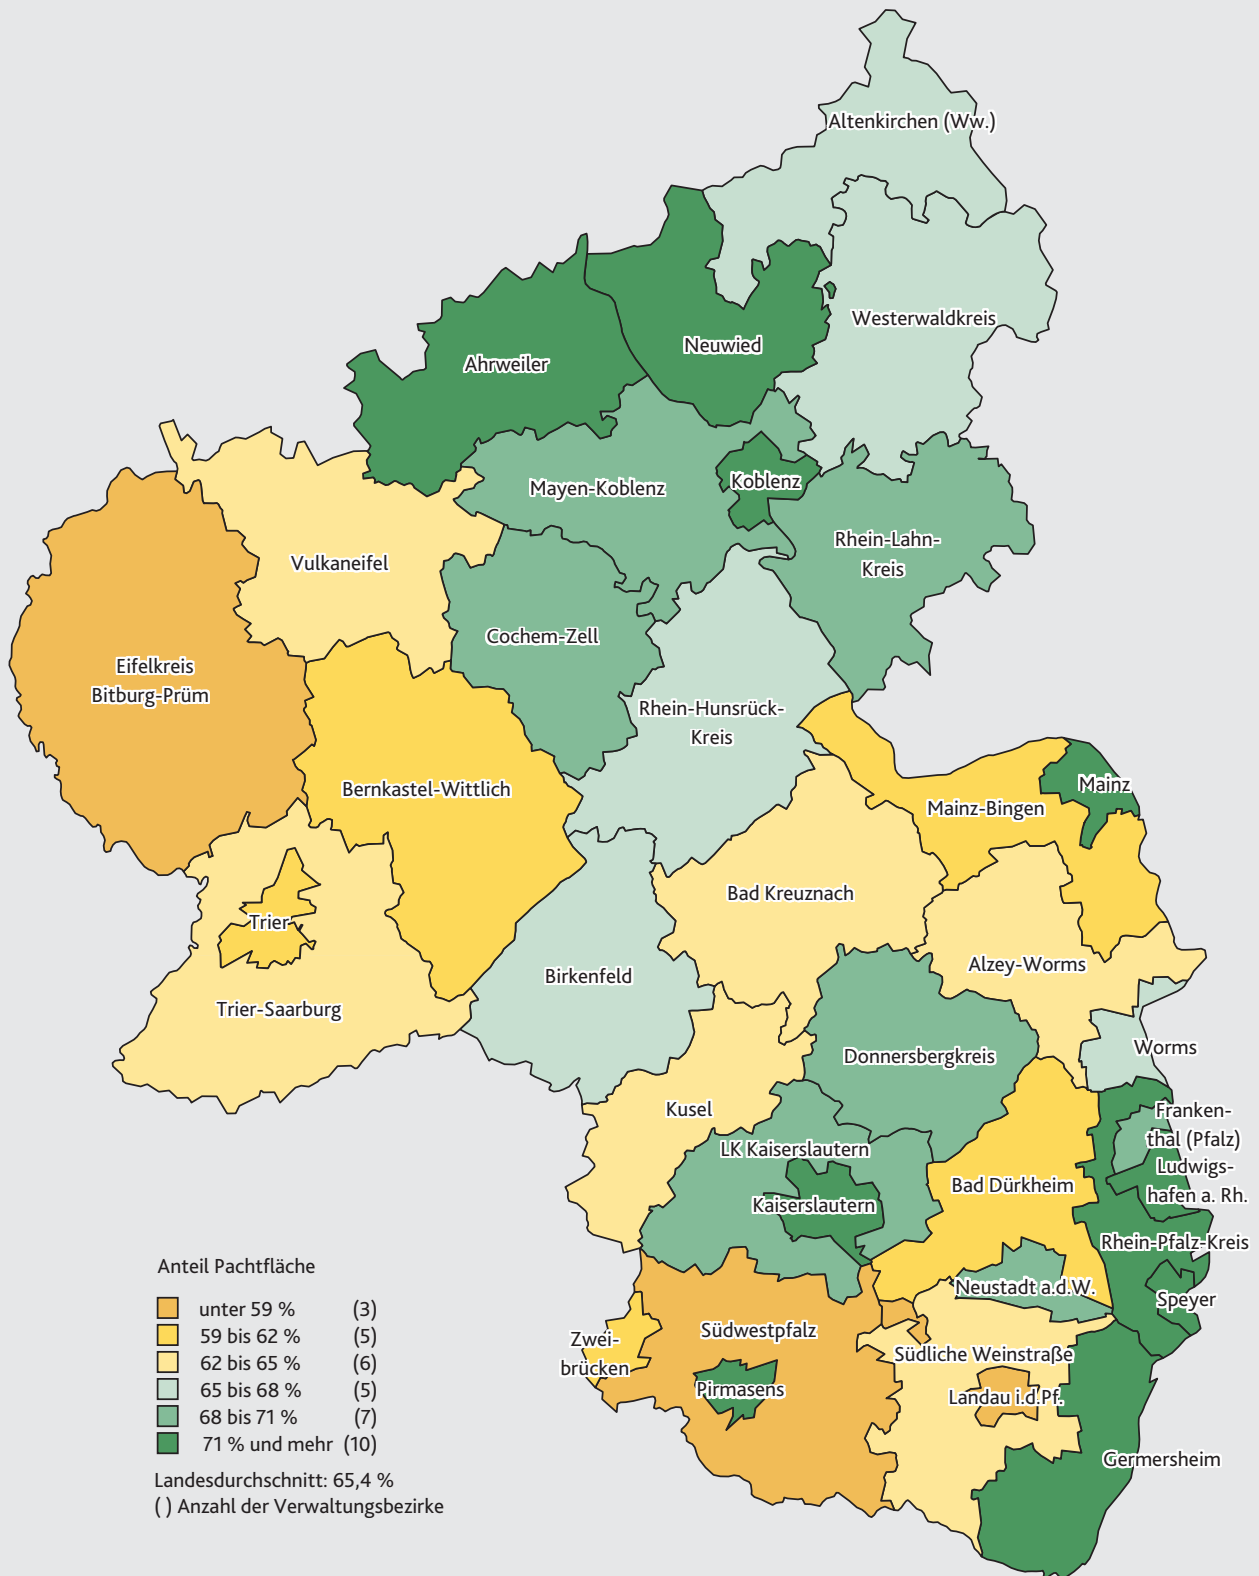 Altenkirchen (Ww.)
Westerwaldkreis
Neuwied
Ahrweiler
Mayen-Koblenz
Koblenz
Rhein-Lahn-
Kreis
Vulkaneifel
Cochem-Zell
Eifelkreis
Bitburg-Prüm
Rhein-Hunsrück-
Kreis
Bernkastel-Wittlich
Mainz
Mainz-Bingen
Bad Kreuznach
Trier
Alzey-Worms
Birkenfeld
Trier-Saarburg
Worms
Donnersbergkreis
Kusel
Franken-
thal (Pfalz)
LK Kaiserslautern
Ludwigs-
hafen a. Rh.
Bad Dürkheim
Kaiserslautern
Rhein-Pfalz-Kreis
Neustadt a.d.W.
Speyer
Südwestpfalz
Zwei-
brücken
Südliche Weinstraße
Pirmasens
Landau i.d.Pf.
Germersheim
Anteil Pachtfläche
unter 59 % (3)
59 bis 62 % (5)
62 bis 65 % (6)
65 bis 68 % (5)
68 bis 71 % (7)
71 % und mehr (10)
Landesdurchschnitt: 65,4 %
( ) Anzahl der Verwaltungsbezirke